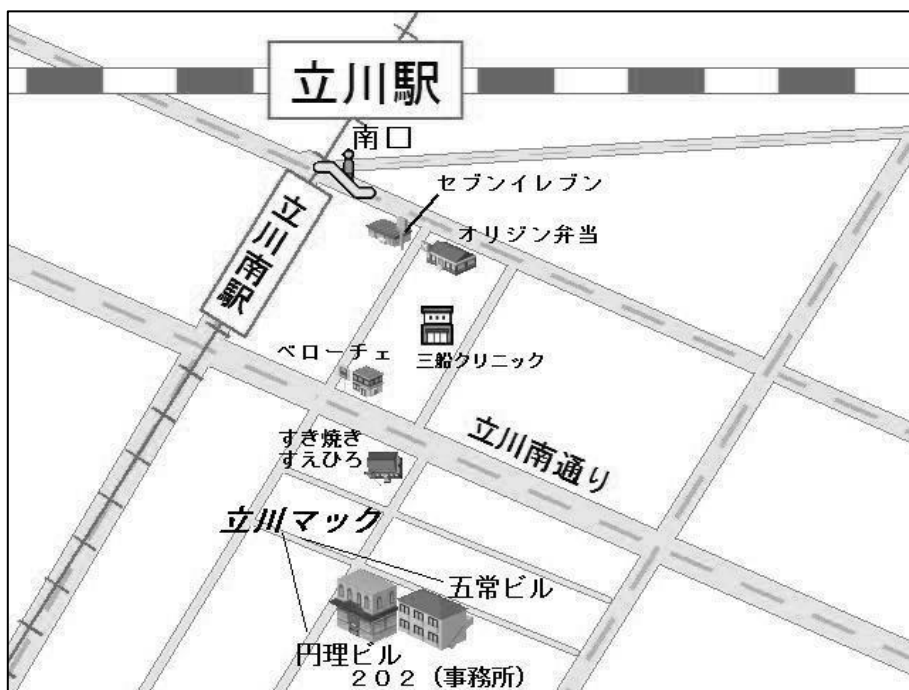 立川駅
南口
セブンイレブン
オリジン弁当
立川南駅
三船クリニック
ベローチェ
立川南通り
すき焼き
すえひろ
立川マック
五常ビル
円理ビル
202(事務所)